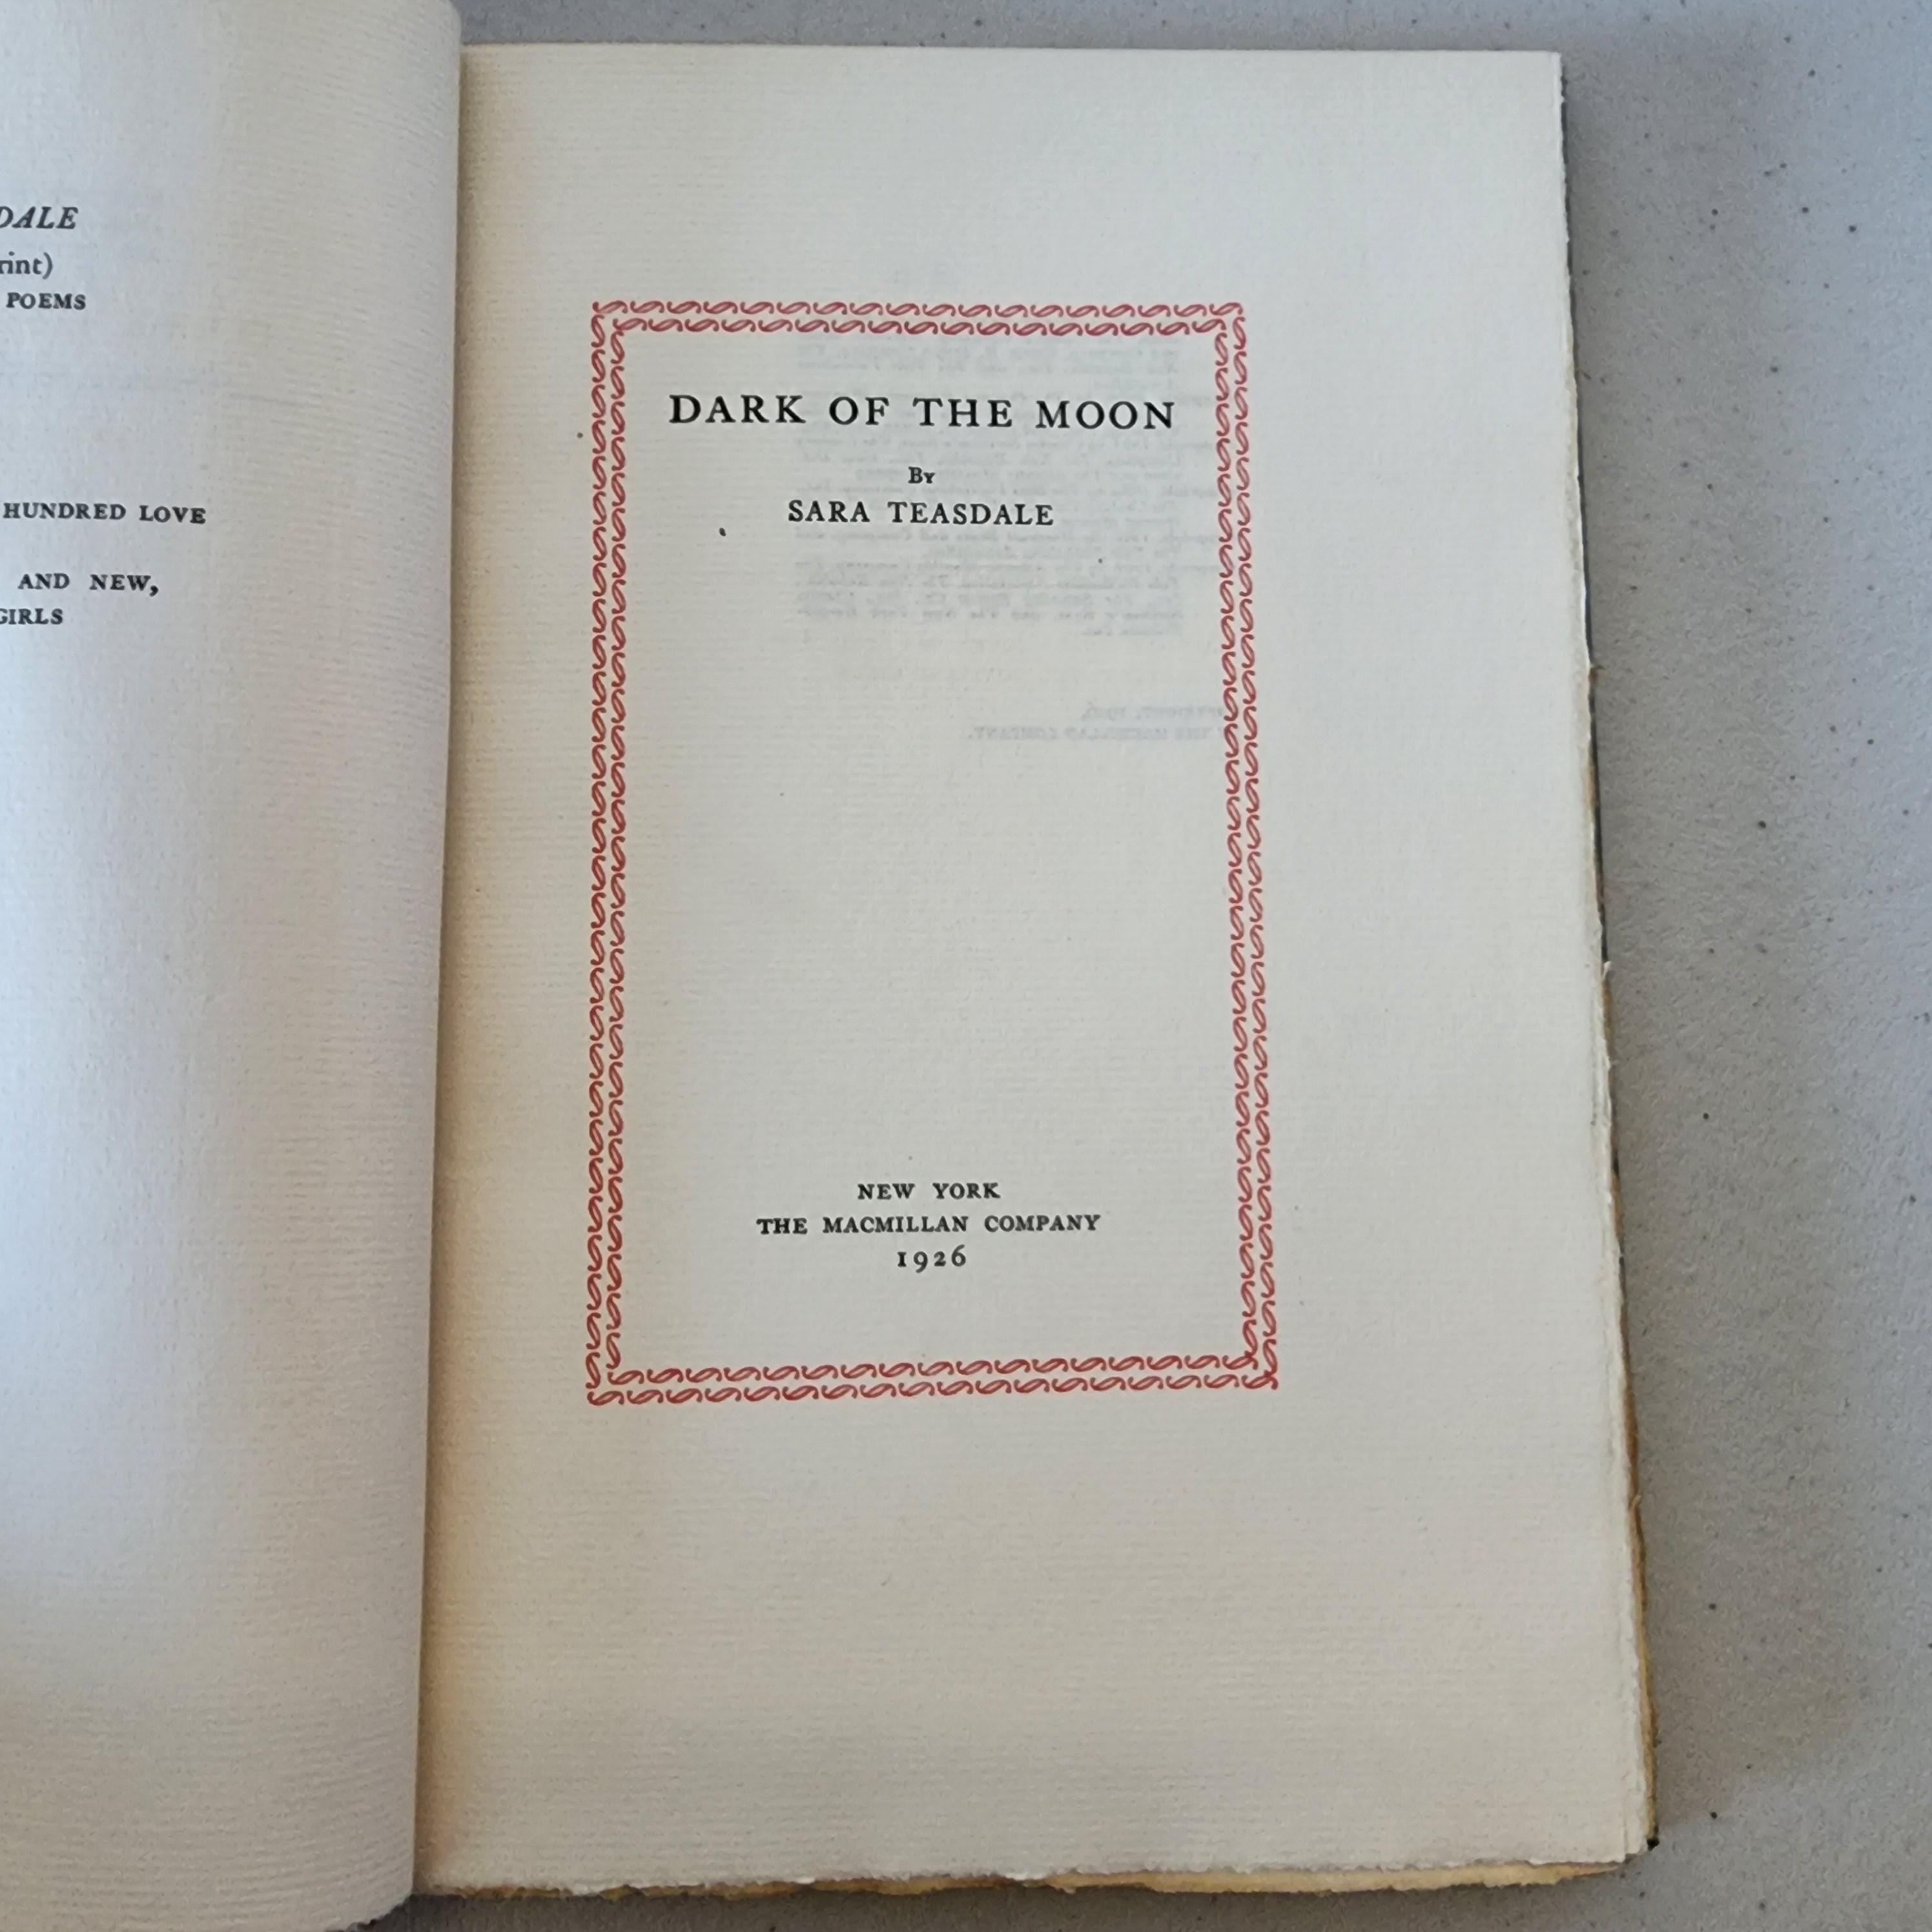 DALE
rint)
POEMS
HUNDRED LOVE
AND NEW,
GIRLS
DARK OF THE MOON
By
SARA TEASDALE
NEW YORK
THE MACMILLAN COMPANY
1926